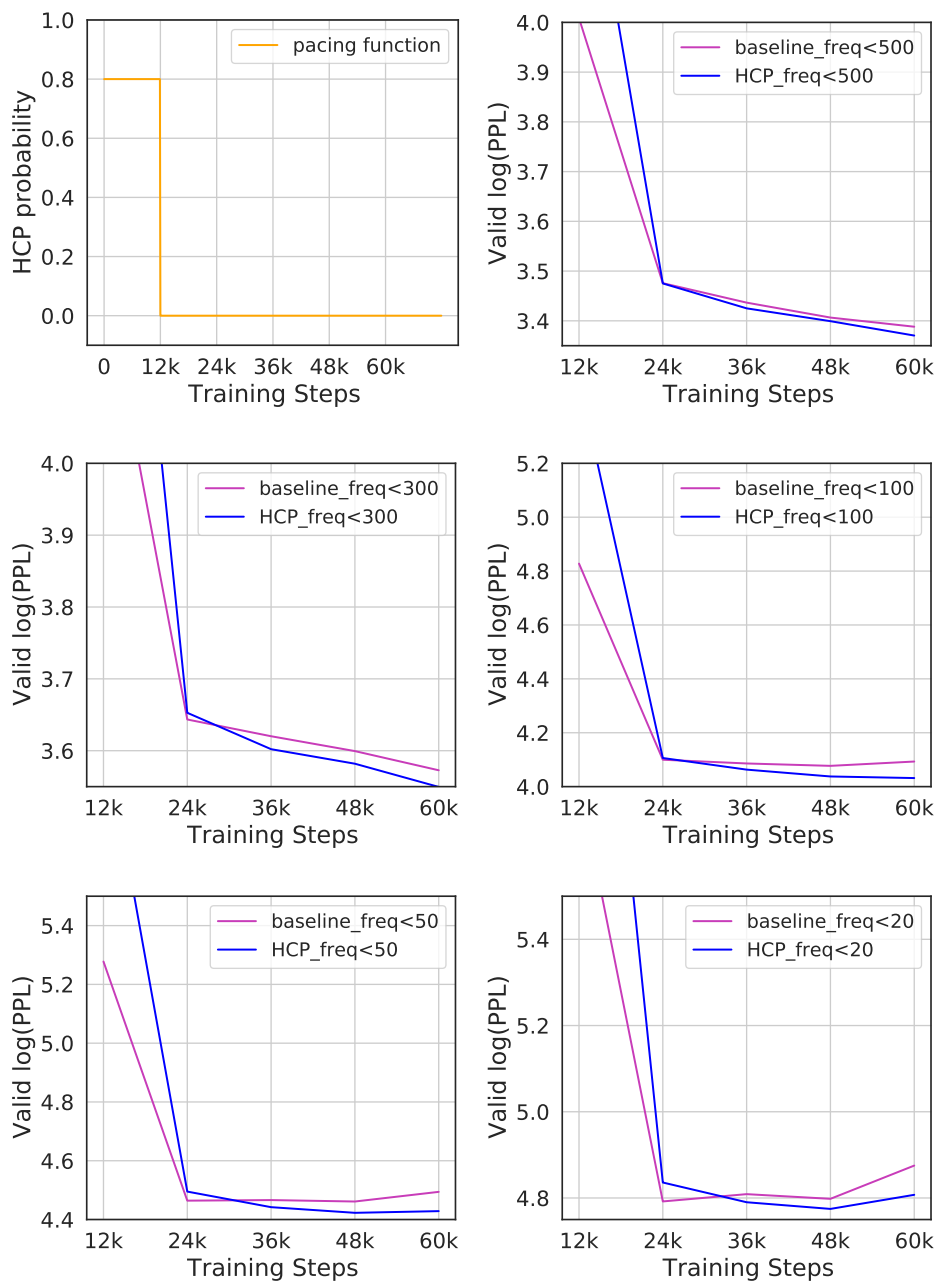 pacing function
HCP probability
1.0
0.8
0.6
0.4
0.2
0.0
0 12k 24k 36k 48k 60k
Training Steps
baseline_freq<500
HCP_freq<500
Valid log(PPL)
4.0
3.9
3.8
3.7
3.6
3.5
3.4
12k 24k 36k 48k 60k
Training Steps
baseline_freq<300
HCP_freq<300
Valid log(PPL)
4.0
3.9
3.8
3.7
3.6
12k 24k 36k 48k 60k
Training Steps
baseline_freq<100
HCP_freq<100
Valid log(PPL)
5.2
5.0
4.8
4.6
4.4
4.2
4.0
12k 24k 36k 48k 60k
Training Steps
baseline_freq<50
HCP_freq<50
Valid log(PPL)
5.4
5.2
5.0
4.8
4.6
4.4
12k 24k 36k 48k 60k
Training Steps
baseline_freq<20
HCP_freq<20
Valid log(PPL)
5.4
5.2
5.0
4.8
12k 24k 36k 48k 60k
Training Steps